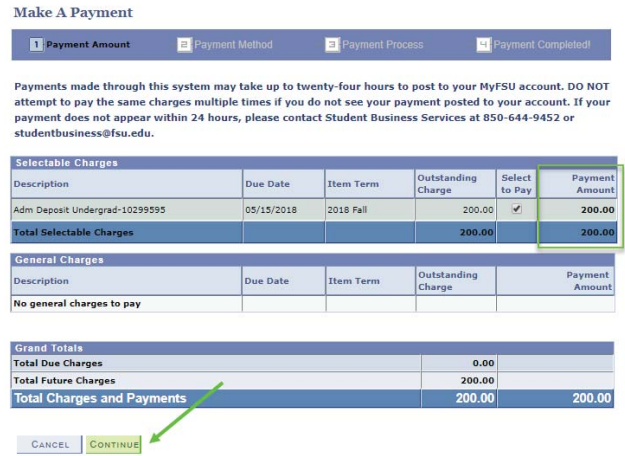 Make A Payment
1 Payment Amount 2 Payment Method 3 Payment Process 4 Payment Completed!
Payments made through this system may take up to twenty-four hours to post to your MyFSU account. DO NOT
attempt to pay the same charges multiple times if you do not see your payment posted to your account. If your
payment does not appear within 24 hours, please contact Student Business Services at 850-644-9452 or
studentbusiness@fsu.edu.
Selectable Charges
Description Due Date Item Term Outstanding Charge Select to Pay Payment Amount
Adm Deposit Undergrad-10299595 05/15/2018 2018 Fall 200.00 200.00
Total Selectable Charges 200.00 200.00
General Charges
Description Due Date Item Term Outstanding Charge Payment Amount
No general charges to pay
Grand Totals
Total Due Charges 0.00
Total Future Charges 200.00
Total Charges and Payments 200.00 200.00
CANCEL CONTINUE